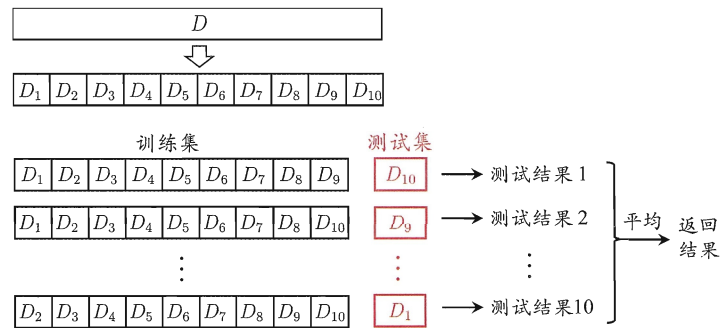 D
D₁ D₂ D₃ D₄ D₅ D₆ D₇ D₈ D₉ D₁₀
训练集 测试集
D₁ D₂ D₃ D₄ D₅ D₆ D₇ D₈ D₉ D₁₀ 测试结果1
D₁ D₂ D₃ D₄ D₅ D₆ D₇ D₈ D₁₀ D₉ 测试结果2
平均 返回
结果
⋮ ⋮ ⋮
D₂ D₃ D₄ D₅ D₆ D₇ D₈ D₉ D₁₀ D₁ 测试结果10